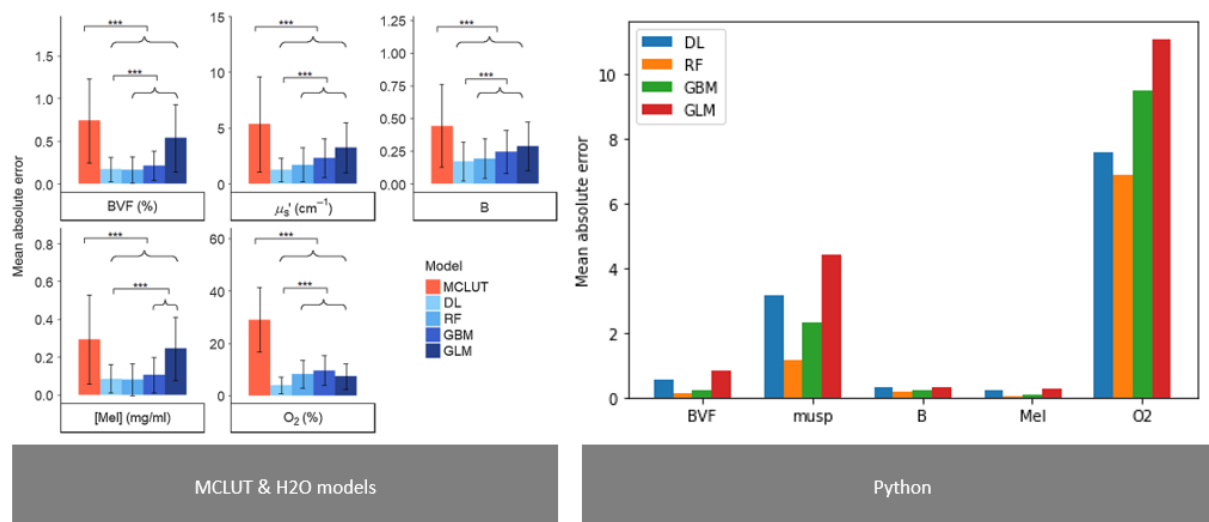 Mean absolute error
1.5
1.0
0.5
0.0
***
***
BVF (%)
15
10
5
0
***
***
μs' (cm⁻¹)
1.25
1.00
0.75
0.50
0.25
0.00
***
***
B
Mean absolute error
0.8
0.6
0.4
0.2
0.0
***
***
[Mel] (mg/ml)
60
40
20
0
***
***
O₂ (%)
Model
MCLUT
DL
RF
GBM
GLM
MCLUT & H2O models
Mean absolute error
10
8
6
4
2
0
DL
RF
GBM
GLM
BVF musp B Mel O2
Python